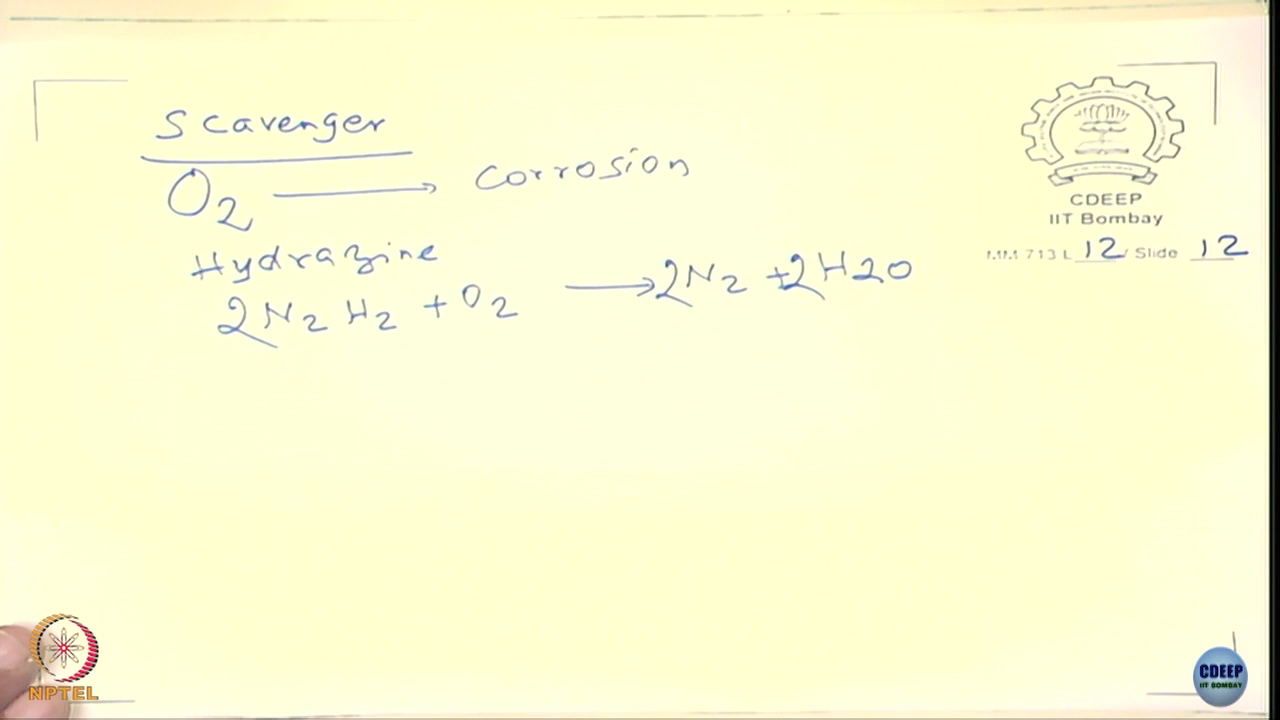 Scavenger
O2 → Corrosion
Hydrazine
2N2H2 + O2 → 2N2 + 2H2O
CDEEP
IIT Bombay
MM 713 L 12 / Slide 12
NPTEL
CDEEP
IIT BOMBAY